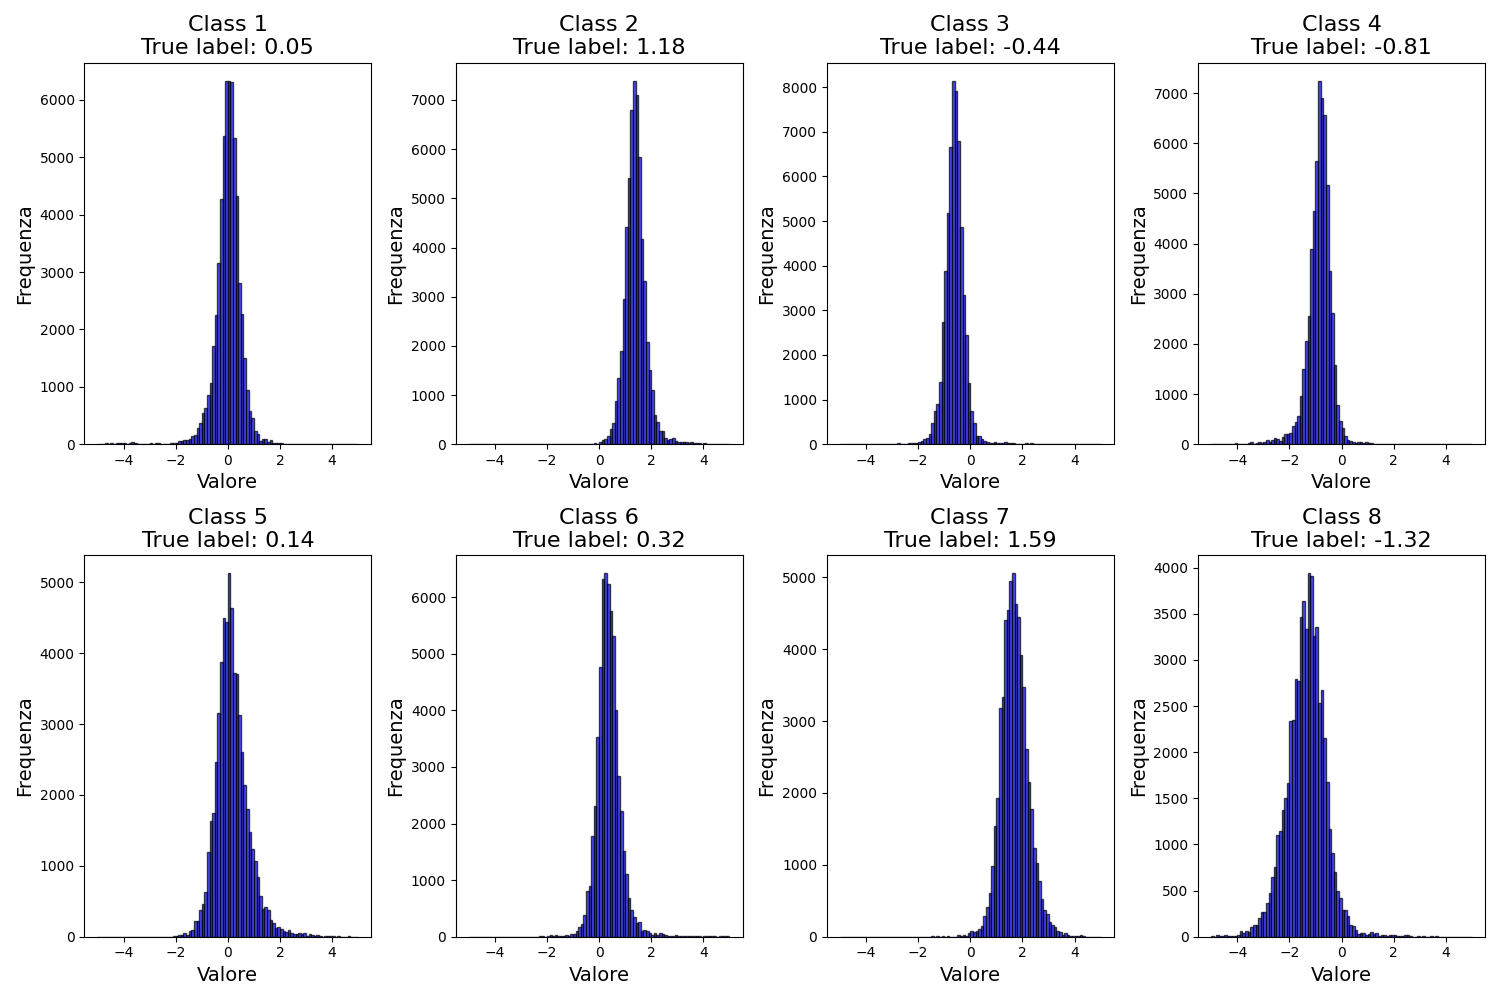 Class 1
True label: 0.05
Frequenza
6000
5000
4000
3000
2000
1000
0
−4 −2 0 2 4
Valore
Class 2
True label: 1.18
Frequenza
7000
6000
5000
4000
3000
2000
1000
0
−4 −2 0 2 4
Valore
Class 3
True label: -0.44
Frequenza
8000
7000
6000
5000
4000
3000
2000
1000
0
−4 −2 0 2 4
Valore
Class 4
True label: -0.81
Frequenza
7000
6000
5000
4000
3000
2000
1000
0
−4 −2 0 2 4
Valore
Class 5
True label: 0.14
Frequenza
5000
4000
3000
2000
1000
0
−4 −2 0 2 4
Valore
Class 6
True label: 0.32
Frequenza
6000
5000
4000
3000
2000
1000
0
−4 −2 0 2 4
Valore
Class 7
True label: 1.59
Frequenza
5000
4000
3000
2000
1000
0
−4 −2 0 2 4
Valore
Class 8
True label: -1.32
Frequenza
4000
3500
3000
2500
2000
1500
1000
500
0
−4 −2 0 2 4
Valore